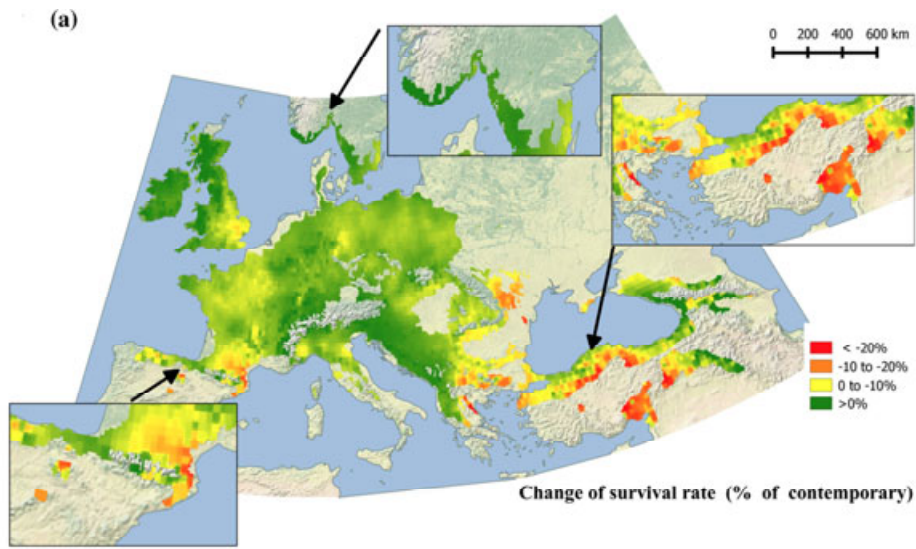 (a)
0 200 400 600 km
< -20%
-10 to -20%
0 to -10%
>0%
Change of survival rate (% of contemporary)